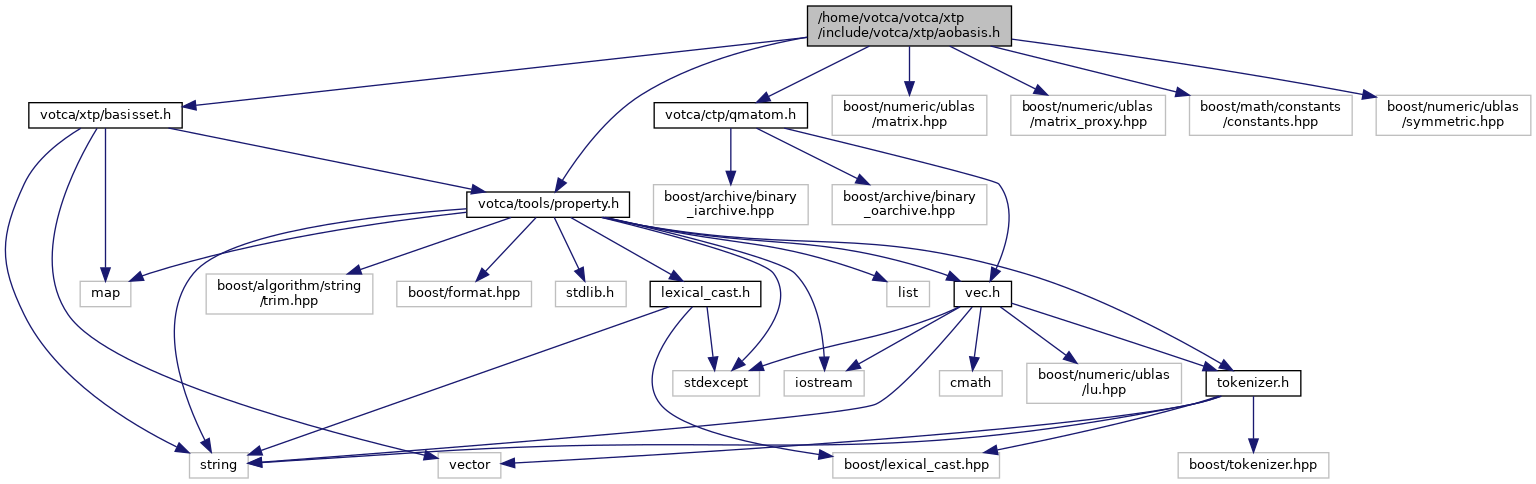 /home/votca/votca/xtp
/include/votca/xtp/aobasis.h
votca/xtp/basisset.h
votca/ctp/qmatom.h
boost/numeric/ublas
/matrix.hpp
boost/numeric/ublas
/matrix_proxy.hpp
boost/math/constants
/constants.hpp
boost/numeric/ublas
/symmetric.hpp
votca/tools/property.h
boost/archive/binary
_iarchive.hpp
boost/archive/binary
_oarchive.hpp
map
boost/algorithm/string
/trim.hpp
boost/format.hpp
stdlib.h
lexical_cast.h
list
vec.h
stdexcept
iostream
cmath
boost/numeric/ublas
/lu.hpp
tokenizer.h
string
vector
boost/lexical_cast.hpp
boost/tokenizer.hpp